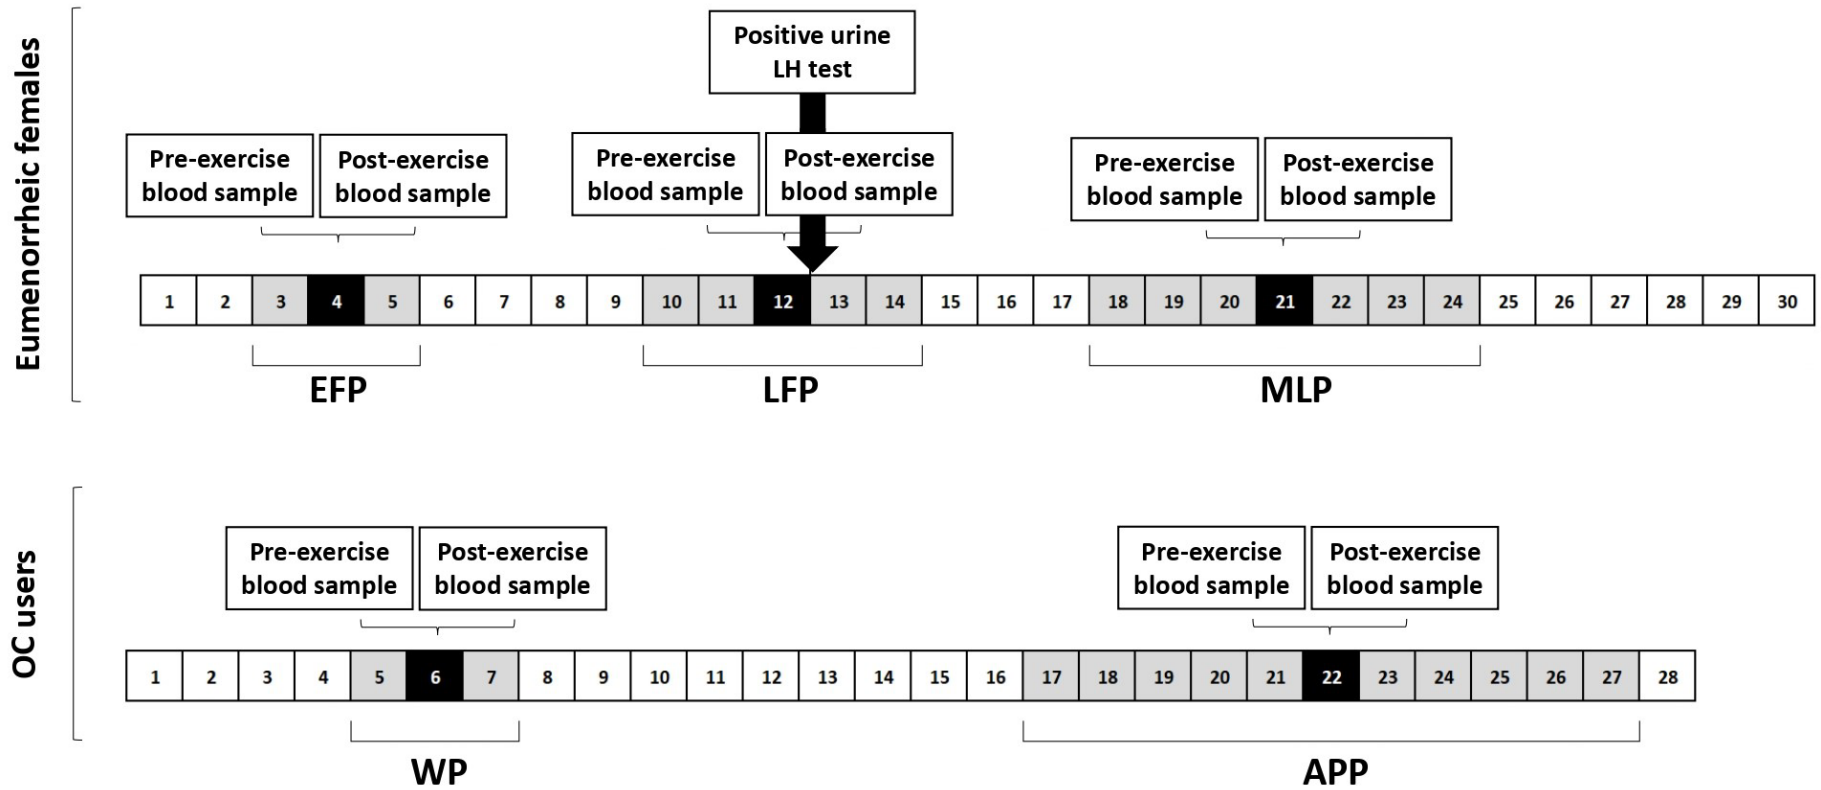 Eumenorrheic females
Positive urine
LH test
Pre-exercise
blood sample
Post-exercise
blood sample
Pre-exercise
blood sample
Post-exercise
blood sample
Pre-exercise
blood sample
Post-exercise
blood sample
1 2 3 4 5 6 7 8 9 10 11 12 13 14 15 16 17 18 19 20 21 22 23 24 25 26 27 28 29 30
EFP
LFP
MLP
OC users
Pre-exercise
blood sample
Post-exercise
blood sample
Pre-exercise
blood sample
Post-exercise
blood sample
1 2 3 4 5 6 7 8 9 10 11 12 13 14 15 16 17 18 19 20 21 22 23 24 25 26 27 28
WP
APP